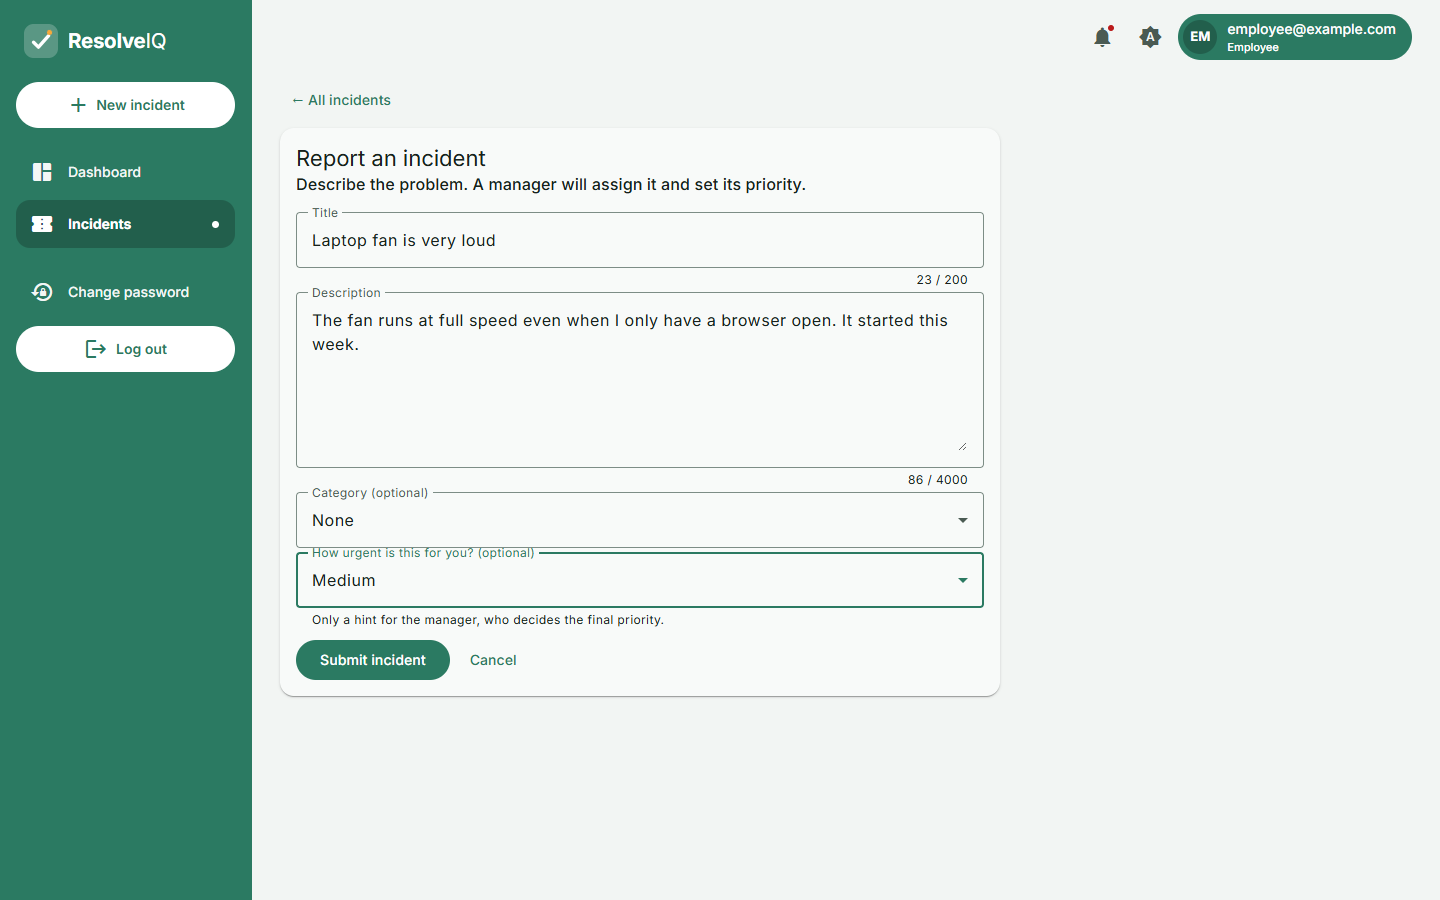 ResolveIQ
New incident
Dashboard
Incidents
Change password
Log out
A
EM
employee@example.com
Employee
← All incidents
Report an incident
Describe the problem. A manager will assign it and set its priority.
Title
Laptop fan is very loud
23 / 200
Description
The fan runs at full speed even when I only have a browser open. It started this
week.
86 / 4000
Category (optional)
None
How urgent is this for you? (optional)
Medium
Only a hint for the manager, who decides the final priority.
Submit incident
Cancel